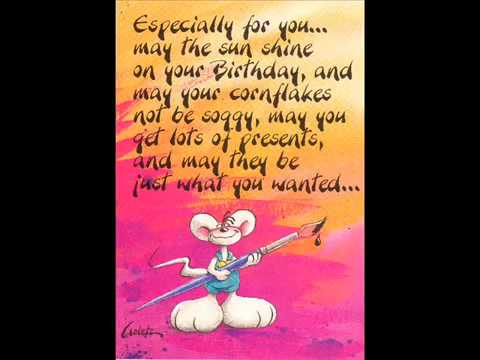 Especially for you...
may the sun shine
on your Birthday, and
may your cornflakes
not be soggy, may you
get lots of presents,
and may they be
just what you wanted...